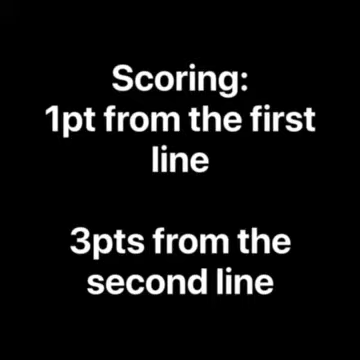 Scoring:
1pt from the first
line
3pts from the
second line